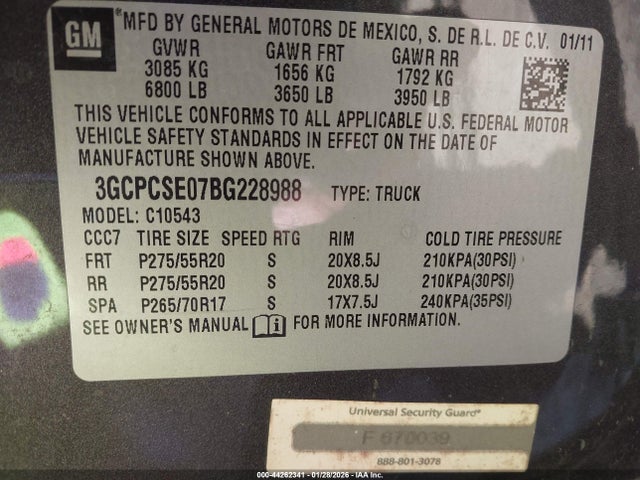 GM
MFD BY GENERAL MOTORS DE MEXICO, S. DE R.L. DE C.V. 01/11
GVWR GAWR FRT GAWR RR
3085 KG 1656 KG 1792 KG
6800 LB 3650 LB 3950 LB
THIS VEHICLE CONFORMS TO ALL APPLICABLE U.S. FEDERAL MOTOR
VEHICLE SAFETY STANDARDS IN EFFECT ON THE DATE OF
MANUFACTURE SHOWN ABOVE.
3GCPCSE07BG228988 TYPE: TRUCK
MODEL: C10543
CCC7 TIRE SIZE SPEED RTG RIM COLD TIRE PRESSURE
FRT P275/55R20 S 20X8.5J 210KPA(30PSI)
RR P275/55R20 S 20X8.5J 210KPA(30PSI)
SPA P265/70R17 S 17X7.5J 240KPA(35PSI)
SEE OWNER'S MANUAL FOR MORE INFORMATION.
Universal Security Guard®
F 670039
888-801-3078
000-44262341 | 01/28/2026 - IAA Inc.